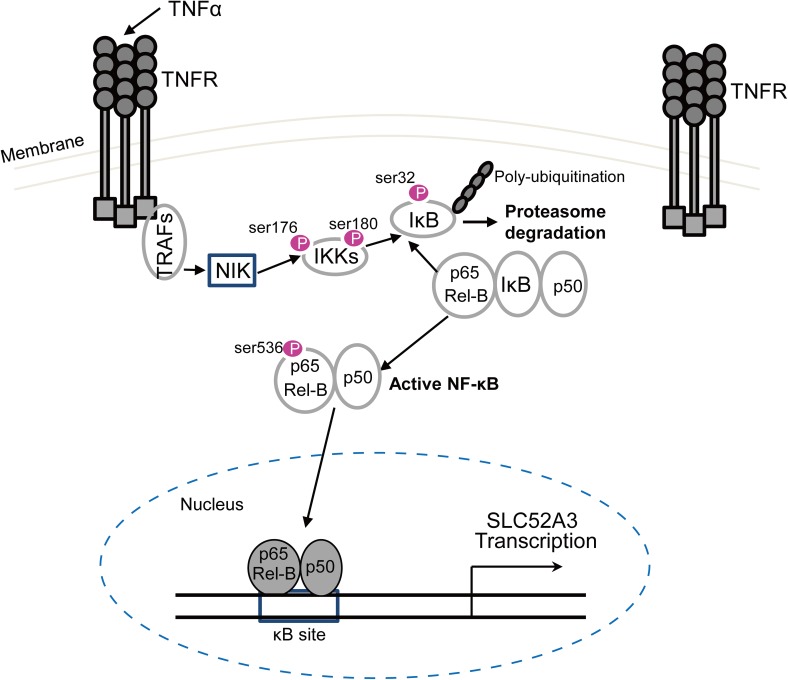 TNFα
TNFR
TNFR
Membrane
TRAFs
NIK
ser176
P
ser180
P
IKKs
ser32
P
IκB
Poly-ubiquitination
Proteasome
degradation
p65
Rel-B
IκB
p50
ser536
P
p65
Rel-B
p50
Active NF-κB
Nucleus
p65
Rel-B
p50
κB site
SLC52A3
Transcription